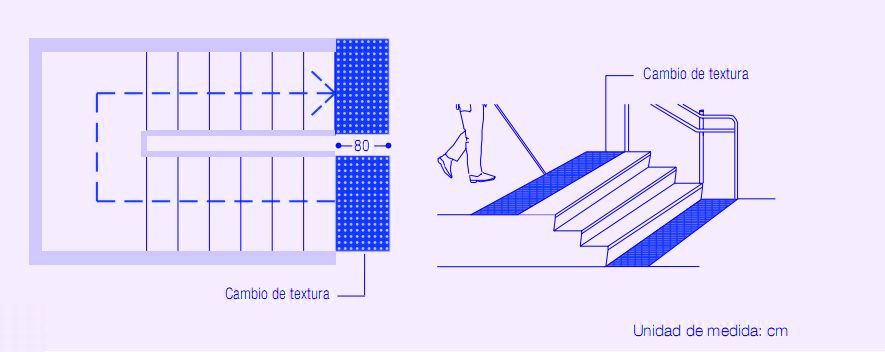 Cambio de textura
80
Cambio de textura
Unidad de medida: cm